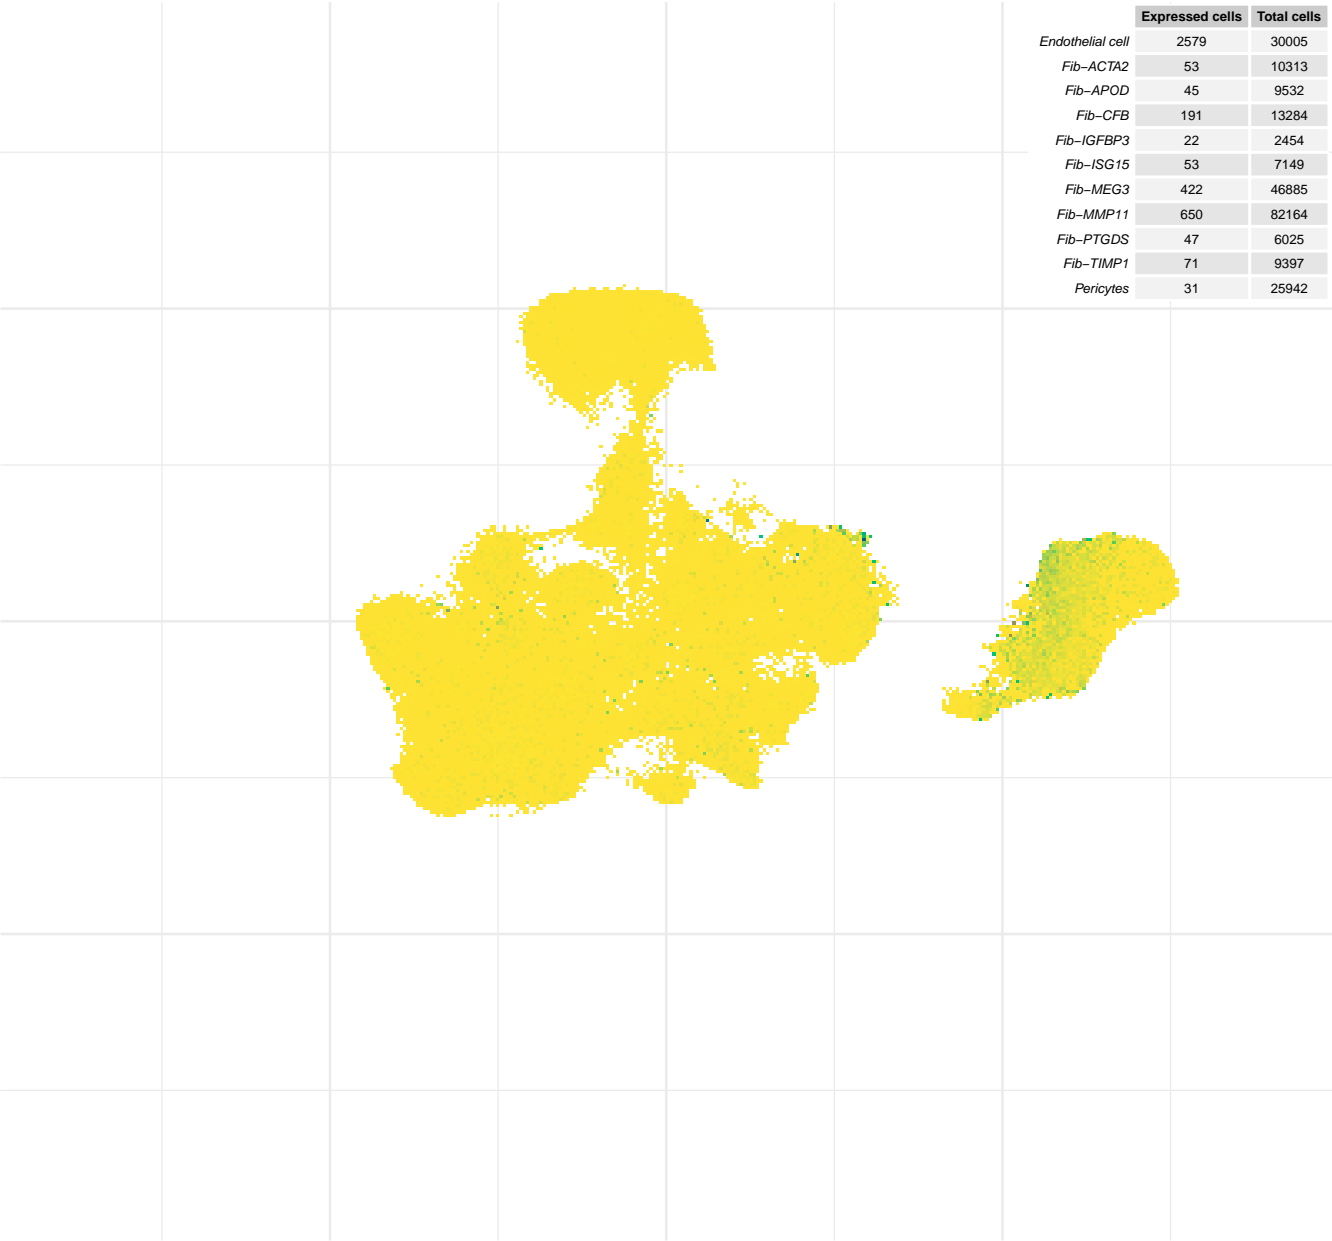 Expressed cells Total cells
Endothelial cell 2579 30005
Fib−ACTA2 53 10313
Fib−APOD 45 9532
Fib−CFB 191 13284
Fib−IGFBP3 22 2454
Fib−ISG15 53 7149
Fib−MEG3 422 46885
Fib−MMP11 650 82164
Fib−PTGDS 47 6025
Fib−TIMP1 71 9397
Pericytes 31 25942